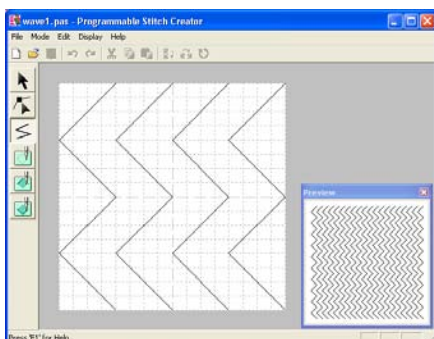 wave1.pas - Programmable Stitch Creator
File Mode Edit Display Help
Preview
Press "F1" for Help.